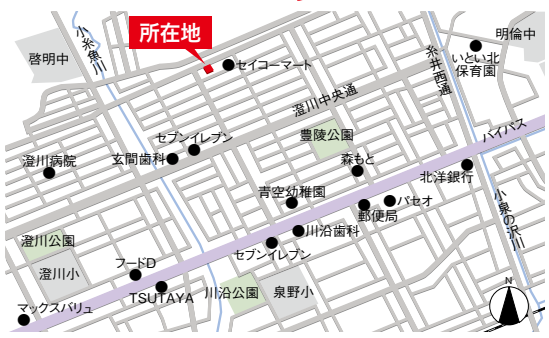 所在地
小糸魚川
啓明中
セイコーマート
糸井西通
明倫中
いとい北
保育園
澄川中央通
セブンイレブン
豊陵公園
バイパス
澄川病院
玄間歯科
森もと
北洋銀行
青空幼稚園
パセオ
郵便局
小泉の沢川
川沿歯科
澄川公園
セブンイレブン
フードD
澄川小
TSUTAYA
川沿公園
泉野小
マックスバリュ
N